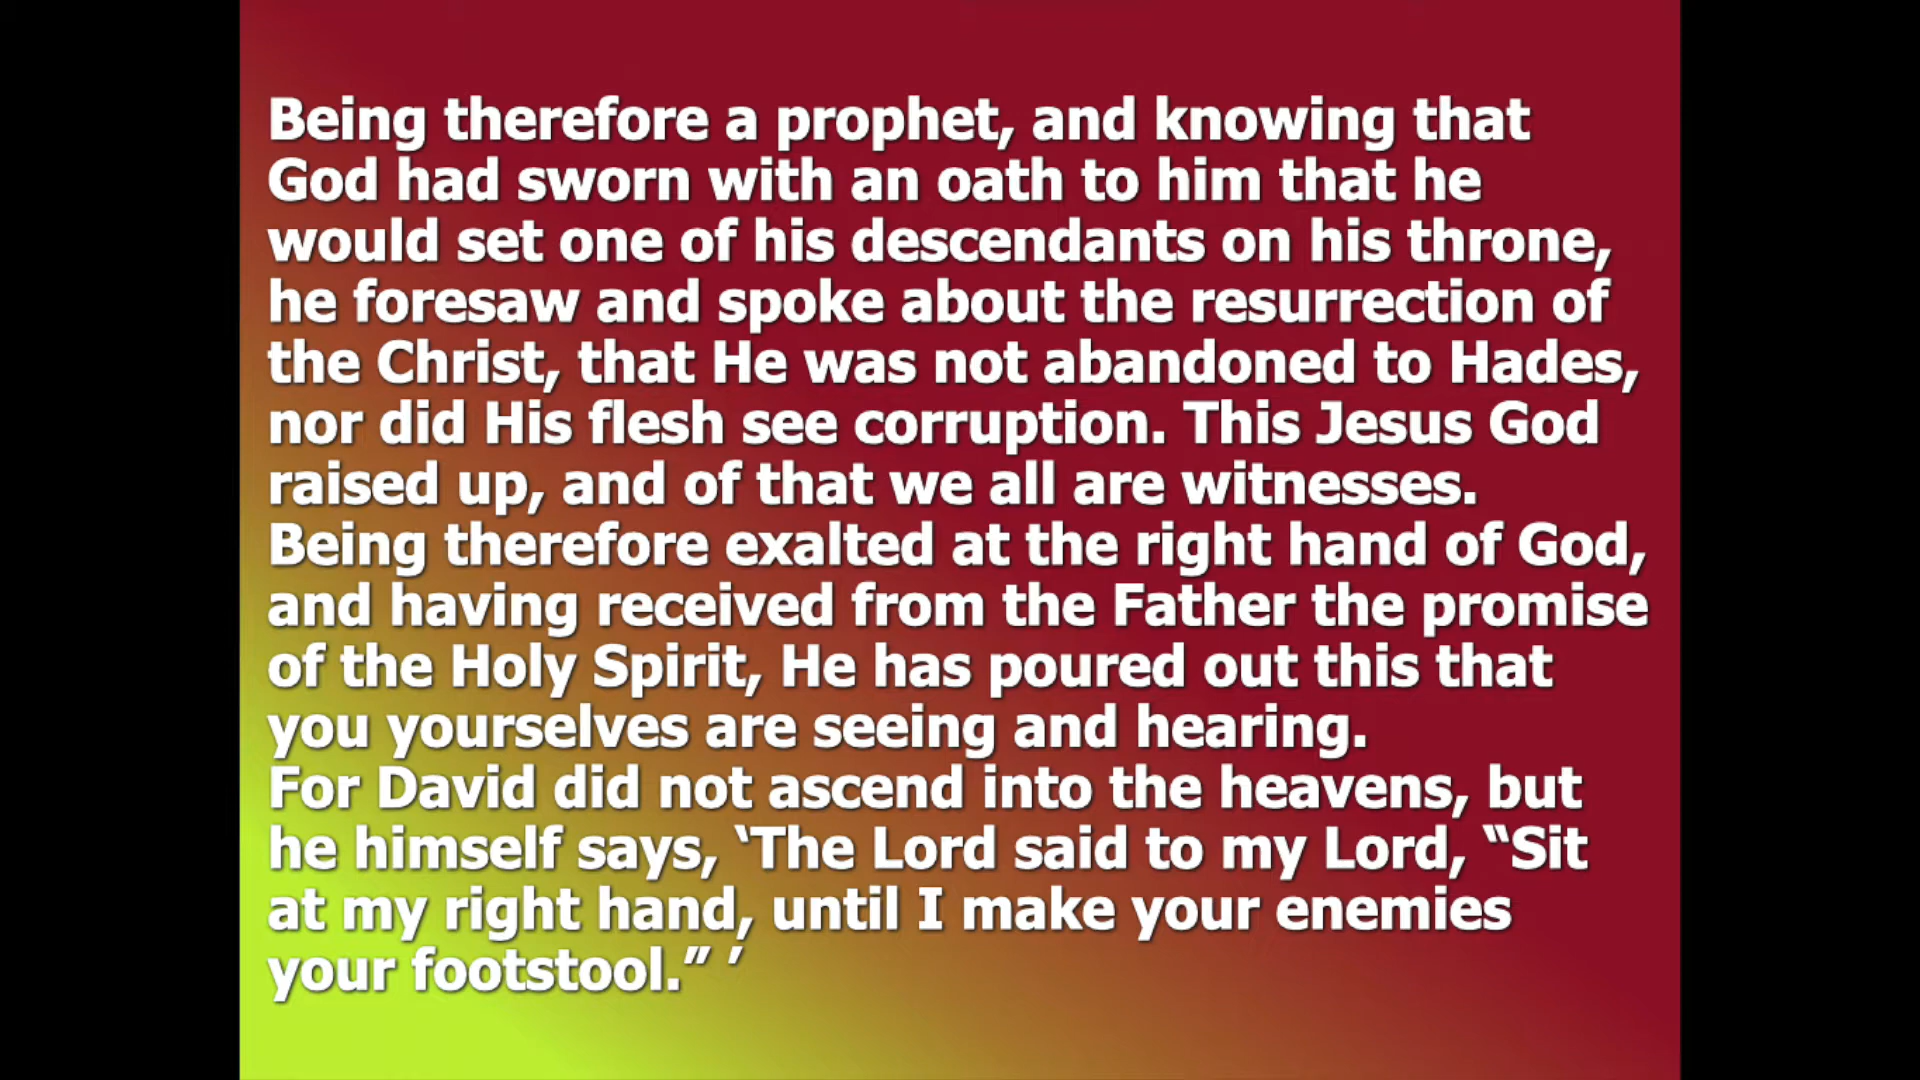 Being therefore a prophet, and knowing that
God had sworn with an oath to him that he
would set one of his descendants on his throne,
he foresaw and spoke about the resurrection of
the Christ, that He was not abandoned to Hades,
nor did His flesh see corruption. This Jesus God
raised up, and of that we all are witnesses.
Being therefore exalted at the right hand of God,
and having received from the Father the promise
of the Holy Spirit, He has poured out this that
you yourselves are seeing and hearing.
For David did not ascend into the heavens, but
he himself says, ‘The Lord said to my Lord, “Sit
at my right hand, until I make your enemies
your footstool.” ’